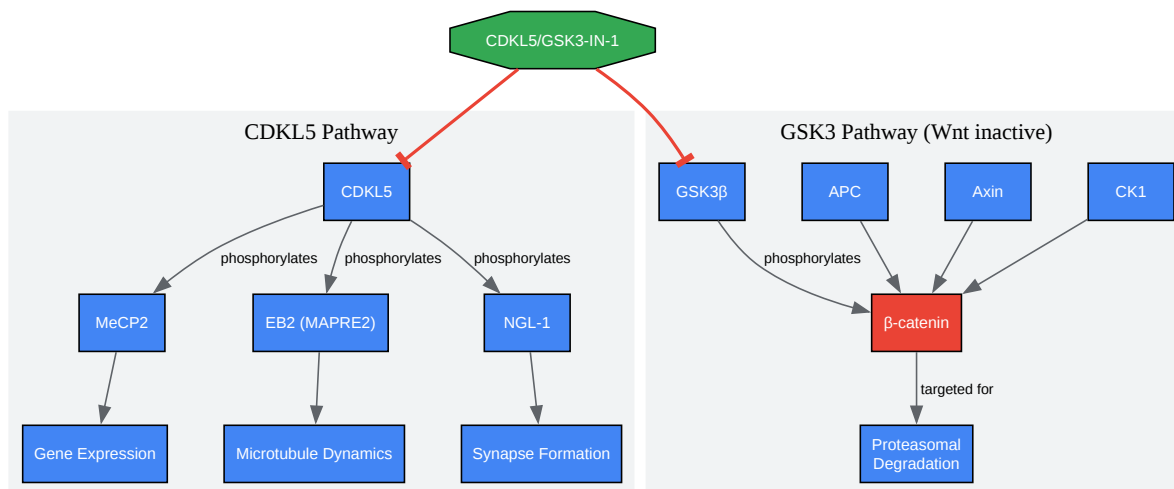 CDKL5/GSK3-IN-1
CDKL5 Pathway
GSK3 Pathway (Wnt inactive)
CDKL5
GSK3β
APC
Axin
CK1
phosphorylates
phosphorylates
phosphorylates
phosphorylates
MeCP2
EB2 (MAPRE2)
NGL-1
β-catenin
targeted for
Gene Expression
Microtubule Dynamics
Synapse Formation
Proteasomal
Degradation